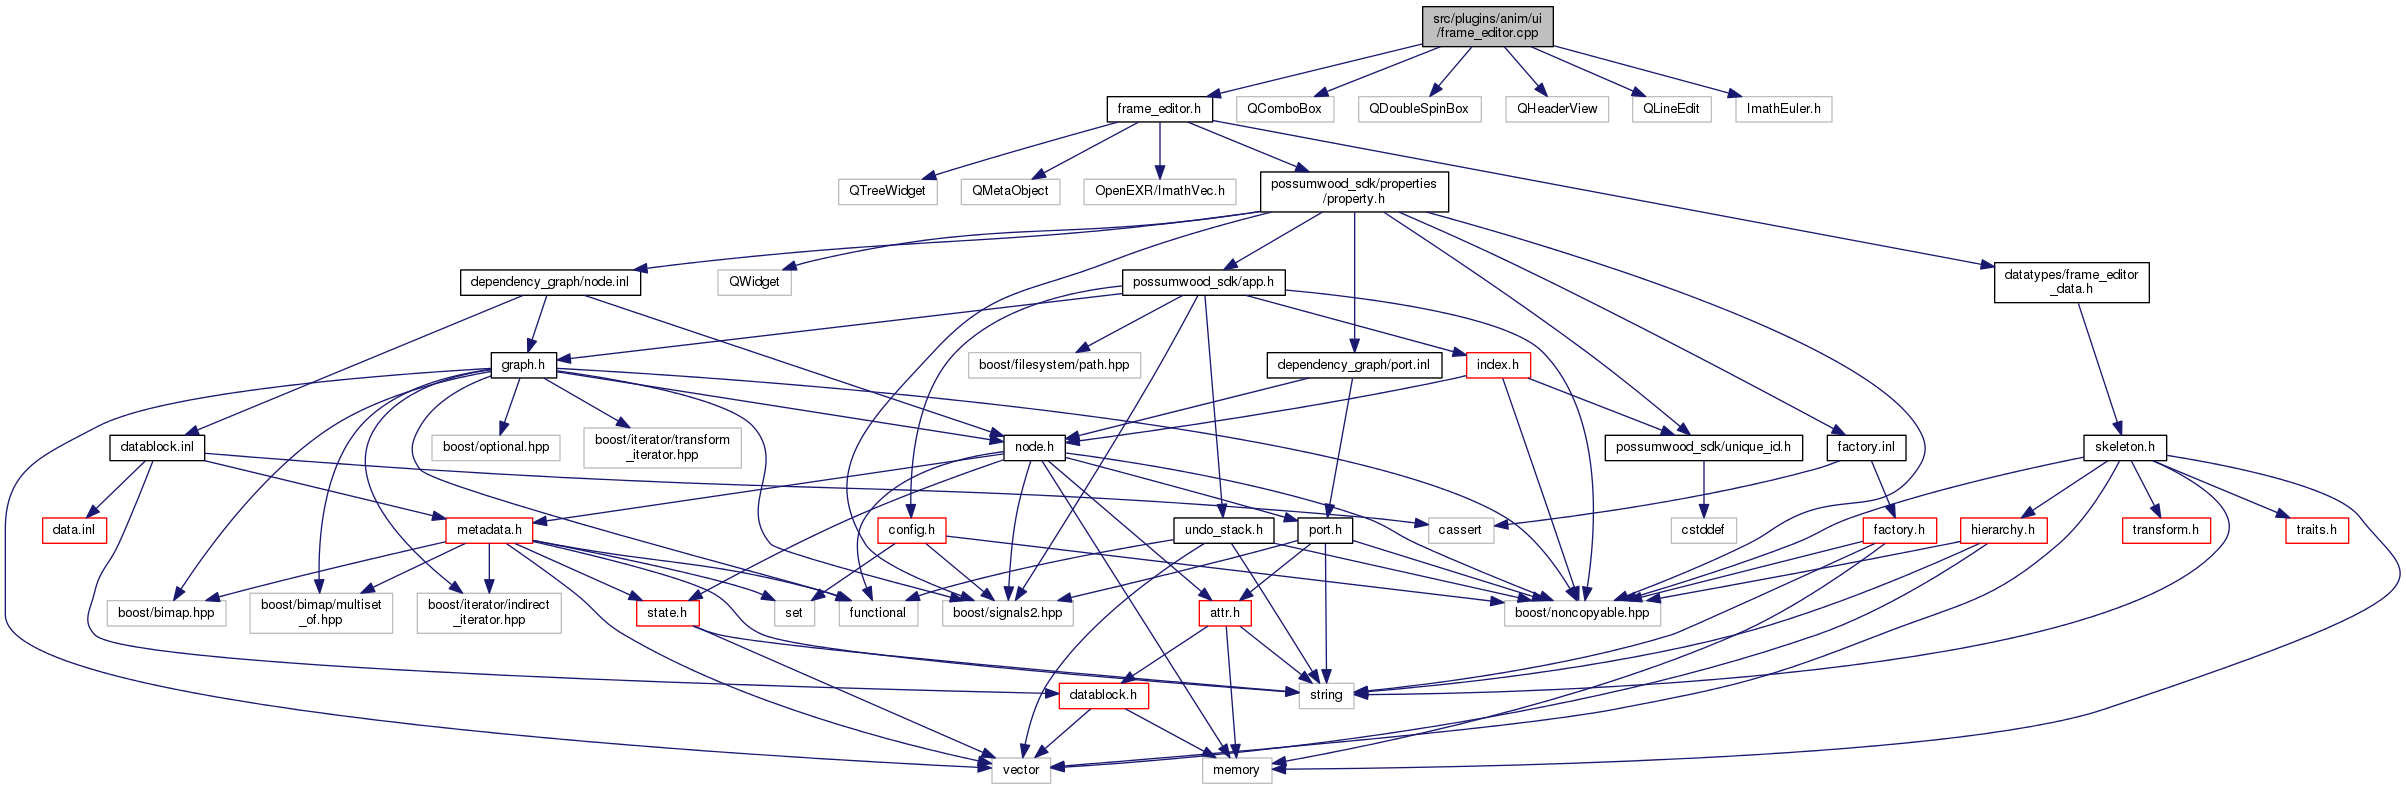 src/plugins/anim/ui
/frame_editor.cpp
frame_editor.h
QComboBox
QDoubleSpinBox
QHeaderView
QLineEdit
ImathEuler.h
QTreeWidget
QMetaObject
OpenEXR/ImathVec.h
possumwood_sdk/properties
/property.h
dependency_graph/node.inl
QWidget
possumwood_sdk/app.h
datatypes/frame_editor
_data.h
graph.h
boost/filesystem/path.hpp
dependency_graph/port.inl
index.h
datablock.inl
boost/optional.hpp
boost/iterator/transform
_iterator.hpp
node.h
possumwood_sdk/unique_id.h
factory.inl
skeleton.h
data.inl
metadata.h
config.h
undo_stack.h
port.h
cassert
cstddef
factory.h
hierarchy.h
transform.h
traits.h
boost/bimap.hpp
boost/bimap/multiset
_of.hpp
boost/iterator/indirect
_iterator.hpp
state.h
set
functional
boost/signals2.hpp
attr.h
boost/noncopyable.hpp
datablock.h
string
vector
memory